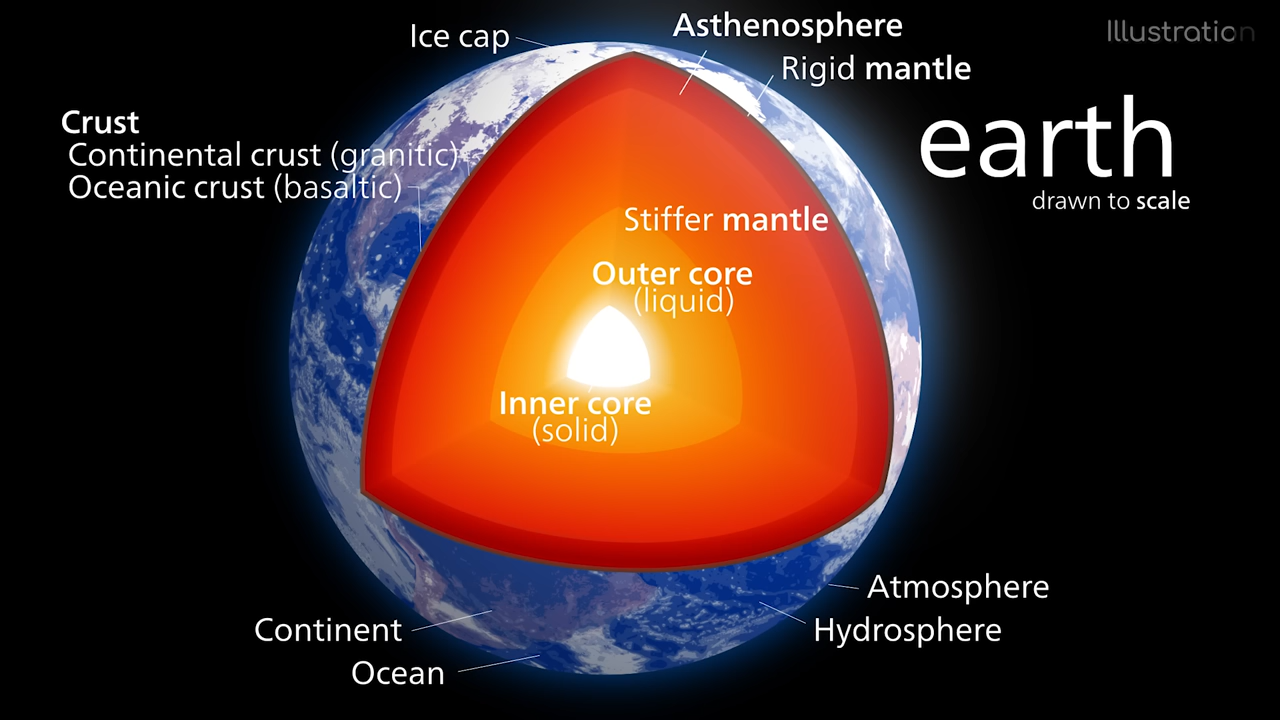 Illustration
Ice cap
Asthenosphere
Rigid mantle
earth
drawn to scale
Crust
Continental crust (granitic)
Oceanic crust (basaltic)
Stiffer mantle
Outer core
(liquid)
Inner core
(solid)
Atmosphere
Hydrosphere
Continent
Ocean